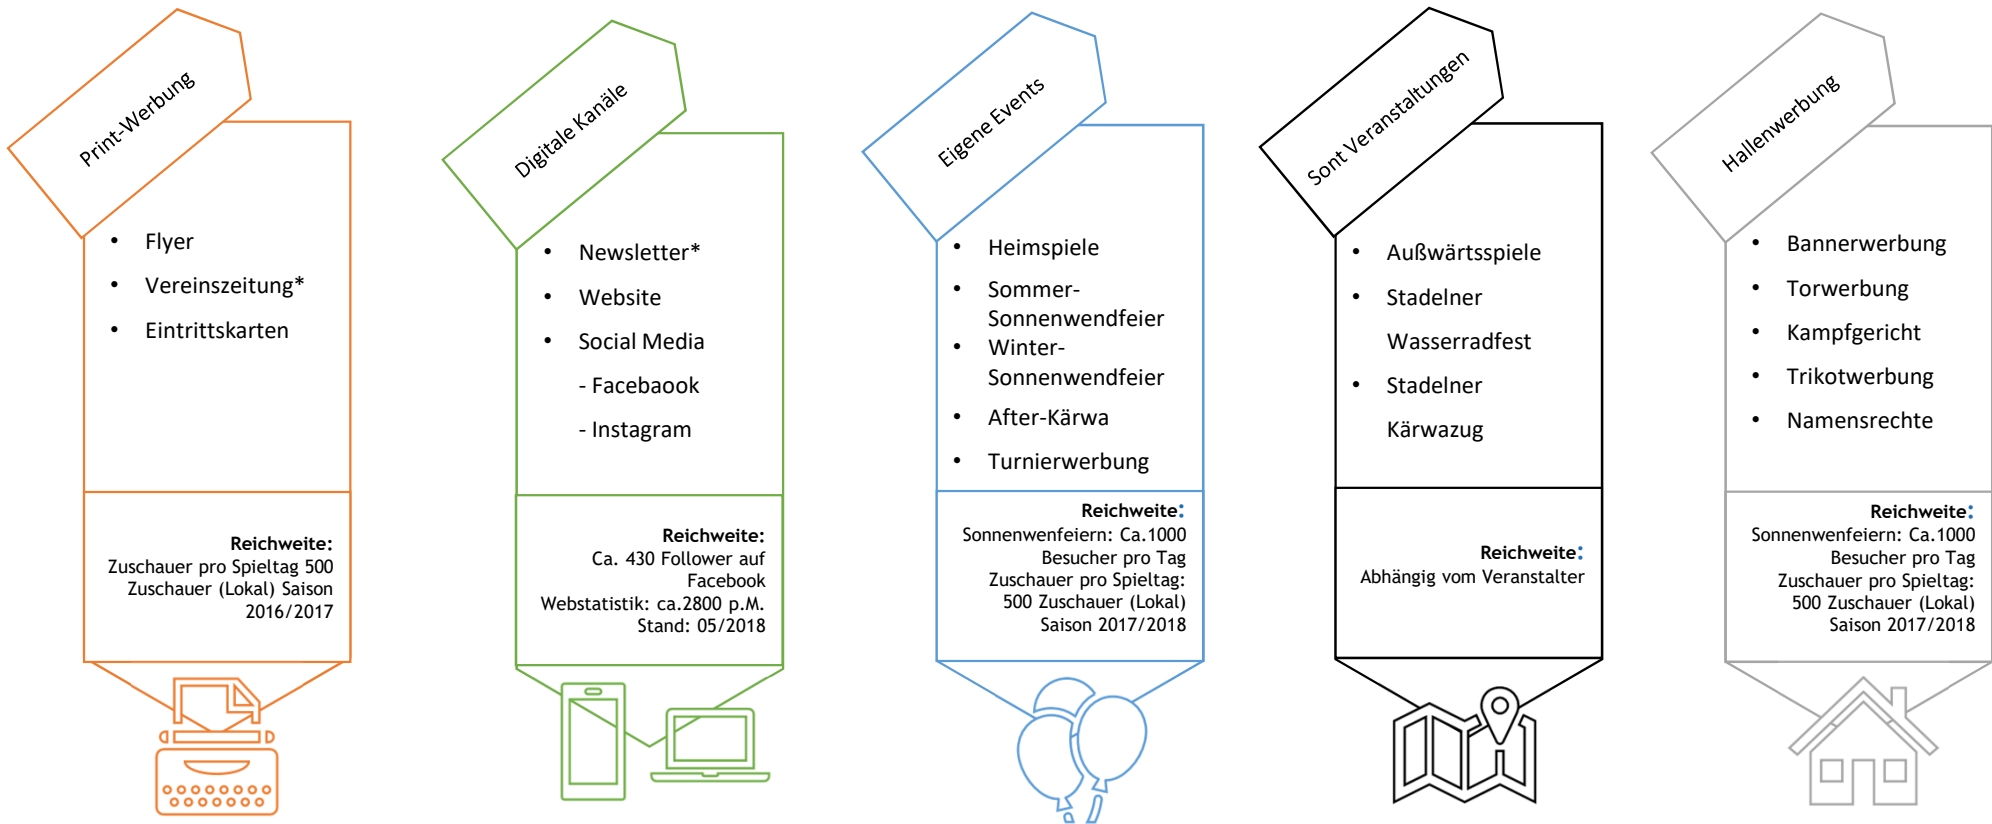 Print-Werbung
• Flyer
• Vereinszeitung*
• Eintrittskarten
Reichweite:
Zuschauer pro Spieltag 500
Zuschauer (Lokal) Saison
2016/2017
Digitale Kanäle
• Newsletter*
• Website
• Social Media
- Facebaook
- Instagram
Reichweite:
Ca. 430 Follower auf
Facebook
Webstatistik: ca.2800 p.M.
Stand: 05/2018
Eigene Events
• Heimspiele
• Sommer-
Sonnenwendfeier
• Winter-
Sonnenwendfeier
• After-Kärwa
• Turnierwerbung
Reichweite:
Sonnenwenfeiern: Ca.1000
Besucher pro Tag
Zuschauer pro Spieltag:
500 Zuschauer (Lokal)
Saison 2017/2018
Sont Veranstaltungen
• Außwärtsspiele
• Stadelner
Wasserradfest
• Stadelner
Kärwazug
Reichweite:
Abhängig vom Veranstalter
Hallenwerbung
• Bannerwerbung
• Torwerbung
• Kampfgericht
• Trikotwerbung
• Namensrechte
Reichweite:
Sonnenwenfeiern: Ca.1000
Besucher pro Tag
Zuschauer pro Spieltag:
500 Zuschauer (Lokal)
Saison 2017/2018